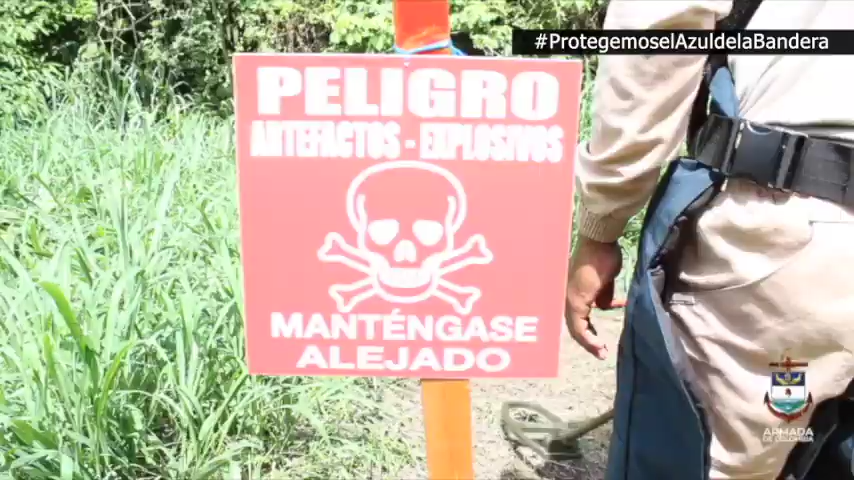 #ProtegemoselAzuldelaBandera
PELIGRO
ARTEFACTOS - EXPLOSIVOS
MANTÉNGASE
ALEJADO
ARMADA
DE COLOMBIA